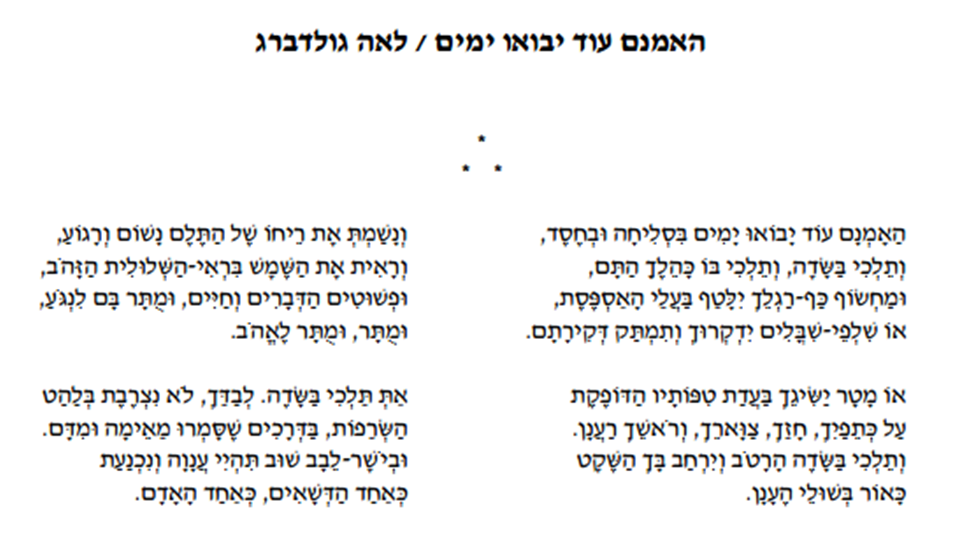 האמנם עוד יבואו ימים / לאה גולדברג
*
* *
הַאָמְנָם עוֹד יָבוֹאוּ יָמִים בִּסְלִיחָה וּבְחֶסֶד,
וְתֵלְכִי בַּשָּׂדֶה, וְתֵלְכִי בּוֹ כָּהֵלֶךְ הַתָּם,
וּמַחְשׂוֹף כַּף-רַגְלֵךְ יִלָּטֵף בַּעֲלֵי הָאַסְפֶּסֶת,
אוֹ שִׁלְפֵי-שִׁבֳּלִים יִדְקְרוּךְ וְתִמְתַּק דְּקִירָתָם.
אוֹ מָטָר יַשִּׂיגֵךְ בַּעֲדַת טִפּוֹתָיו הַדּוֹפֶקֶת
עַל כְּתֵפַיִךְ, חָזֵךְ, צַוָּארֵךְ, וְרֹאשֵׁךְ רַעֲנָן.
וְתֵלְכִי בַּשָּׂדֶה הָרָטֹב וְיִרְחַב בָּךְ הַשֶּׁקֶט
כָּאוֹר בְּשׁוּלֵי הֶעָנָן.
וְנָשַׁמְתְּ אֶת רֵיחוֹ שֶׁל הַתֶּלֶם נָשׁוֹם וְרָגוֹעַ,
וְרָאִית אֶת הַשֶּׁמֶשׁ בִּרְאִי-הַשְּׁלוּלִית הַזָּהֹב,
וּפְשׁוּטִים הַדְּבָרִים וְחַיִּים, וּמֻתָּר בָּם לִנְגֹּעַ,
וּמֻתָּר, וּמֻתָּר לֶאֱהֹב.
אַתְּ תֵּלְכִי בַּשָּׂדֶה. לְבַדֵּךְ, לֹא נִצְרֶבֶת בְּלַהַט
הַשְּׂרֵפוֹת, בַּדְּרָכִים שֶׁסָּמְרוּ מֵאֵימָה וּמִדָּם.
וּבְיֹשֶׁר-לֵבָב שׁוּב תִּהְיִי עֲנָוָה וְנִכְנַעַת
כְּאַחַד הַדְּשָׁאִים, כְּאַחַד הָאָדָם.